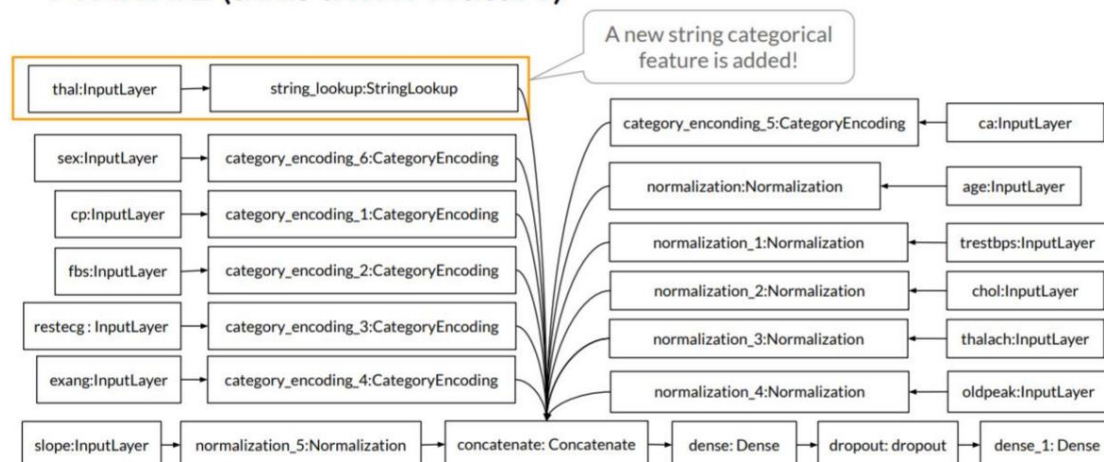 A new string categorical
feature is added!
thal:InputLayer
string_lookup:StringLookup
category_enconding_5:CategoryEncoding
ca:InputLayer
sex:InputLayer
category_encoding_6:CategoryEncoding
normalization:Normalization
age:InputLayer
cp:InputLayer
category_encoding_1:CategoryEncoding
normalization_1:Normalization
trestbps:InputLayer
fbs:InputLayer
category_encoding_2:CategoryEncoding
normalization_2:Normalization
chol:InputLayer
restecg : InputLayer
category_encoding_3:CategoryEncoding
normalization_3:Normalization
thalach:InputLayer
exang:InputLayer
category_encoding_4:CategoryEncoding
normalization_4:Normalization
oldpeak:InputLayer
slope:InputLayer
normalization_5:Normalization
concatenate: Concatenate
dense: Dense
dropout: dropout
dense_1: Dense